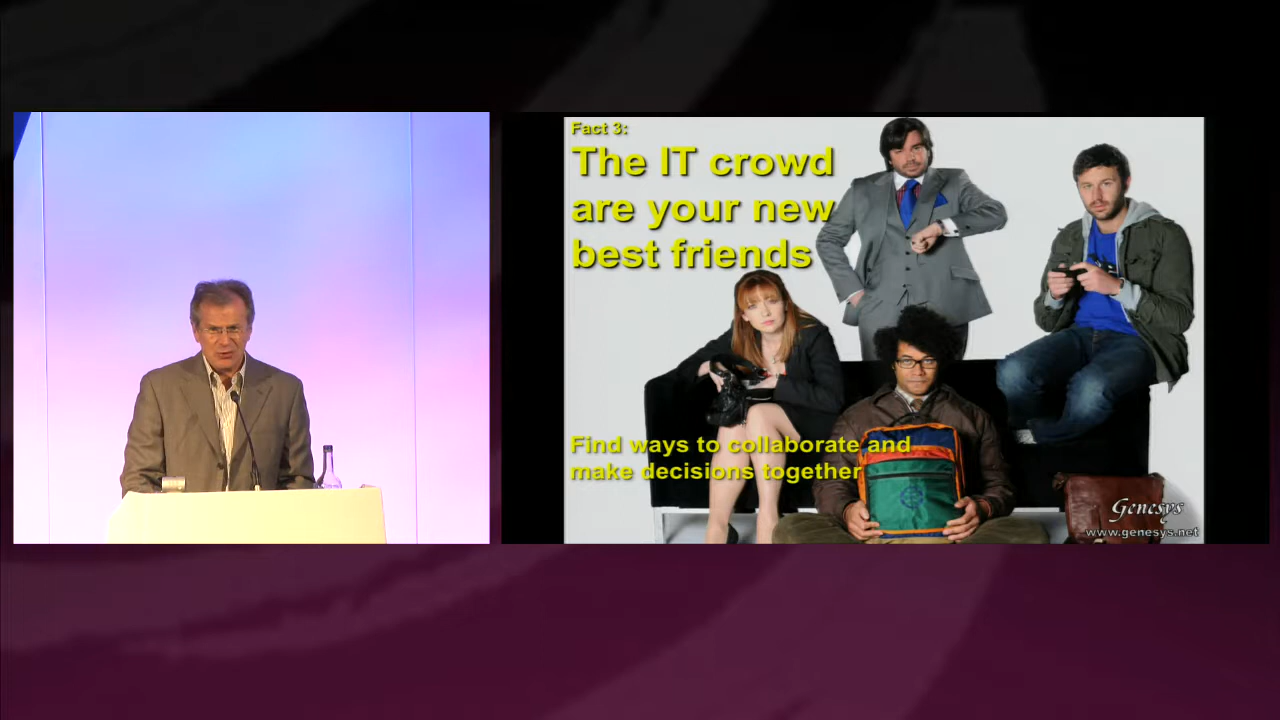 Fact 3:
The IT crowd
are your new
best friends
Find ways to collaborate and
make decisions together
Genesys
www.genesys.net